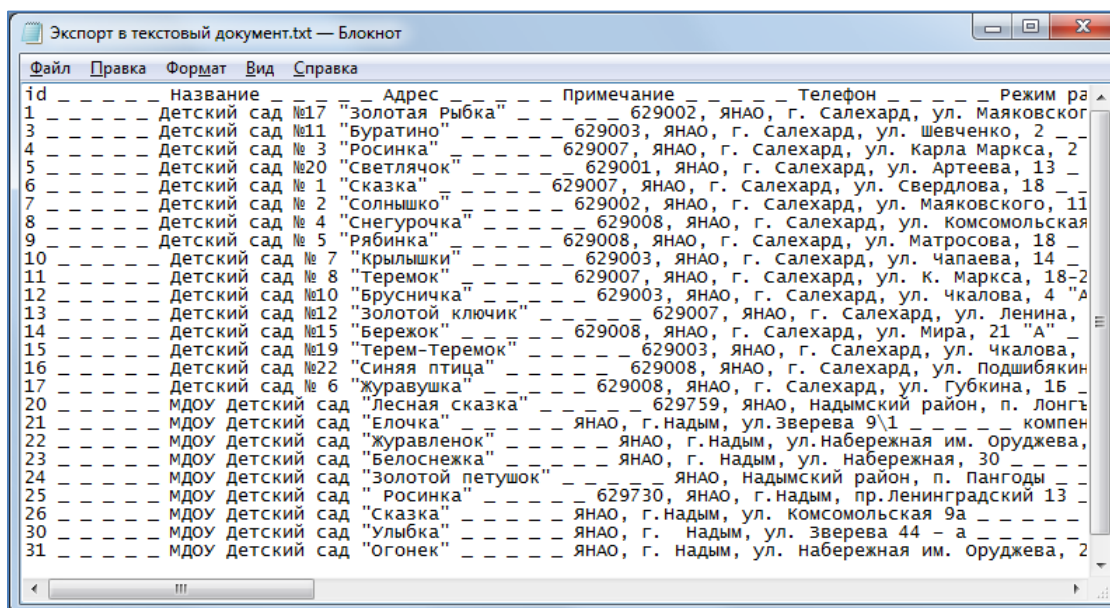 Экспорт в текстовый документ.txt — Блокнот
Файл Правка Формат Вид Справка
id _ _ _ _ _ Название _ _ _ _ _ Адрес _ _ _ _ _ Примечание _ _ _ _ _ Телефон _ _ _ _ _ Режим ра
1 _ _ _ _ _ Детский сад №17 "Золотая Рыбка" _ _ _ _ _ 629002, ЯНАО, г. Салехард, ул. Маяковског
3 _ _ _ _ _ Детский сад №11 "Буратино" _ _ _ _ _ 629003, ЯНАО, г. Салехард, ул. Шевченко, 2 _ _
4 _ _ _ _ _ Детский сад № 3 "Росинка" _ _ _ _ _ 629007, ЯНАО, г. Салехард, ул. Карла Маркса, 2
5 _ _ _ _ _ Детский сад №20 "Светлячок" _ _ _ _ _ 629001, ЯНАО, г. Салехард, ул. Артеева, 13 _
6 _ _ _ _ _ Детский сад № 1 "Сказка" _ _ _ _ _ 629007, ЯНАО, г. Салехард, ул. Свердлова, 18 _ _
7 _ _ _ _ _ Детский сад № 2 "Солнышко" _ _ _ _ _ 629002, ЯНАО, г. Салехард, ул. Маяковского, 11
8 _ _ _ _ _ Детский сад № 4 "Снегурочка" _ _ _ _ _ 629008, ЯНАО, г. Салехард, ул. Комсомольская
9 _ _ _ _ _ Детский сад № 5 "Рябинка" _ _ _ _ _ 629008, ЯНАО, г. Салехард, ул. Матросова, 18 _
10 _ _ _ _ _ Детский сад № 7 "Крылышки" _ _ _ _ _ 629003, ЯНАО, г. Салехард, ул. Чапаева, 14 _
11 _ _ _ _ _ Детский сад № 8 "Теремок" _ _ _ _ _ 629007, ЯНАО, г. Салехард, ул. К. Маркса, 18-2
12 _ _ _ _ _ Детский сад №10 "Брусничка" _ _ _ _ _ 629003, ЯНАО, г. Салехард, ул. Чкалова, 4 "А
13 _ _ _ _ _ Детский сад №12 "Золотой ключик" _ _ _ _ _ 629007, ЯНАО, г. Салехард, ул. Ленина,
14 _ _ _ _ _ Детский сад №15 "Бережок" _ _ _ _ _ 629008, ЯНАО, г. Салехард, ул. Мира, 21 "А" _
15 _ _ _ _ _ Детский сад №19 "Терем-Теремок" _ _ _ _ _ 629003, ЯНАО, г. Салехард, ул. Чкалова,
16 _ _ _ _ _ Детский сад №22 "Синяя птица" _ _ _ _ _ 629008, ЯНАО, г. Салехард, ул. Подшибякин
17 _ _ _ _ _ Детский сад № 6 "Журавушка" _ _ _ _ _ 629008, ЯНАО, г. Салехард, ул. Губкина, 1Б _
20 _ _ _ _ _ МДОУ Детский сад "Лесная сказка" _ _ _ _ _ 629759, ЯНАО, Надымский район, п. Лонгъ
21 _ _ _ _ _ МДОУ Детский сад "Елочка" _ _ _ _ _ ЯНАО, г.Надым, ул.Зверева 9\1 _ _ _ _ _ компен
22 _ _ _ _ _ МДОУ Детский сад "Журавленок" _ _ _ _ _ ЯНАО, г.Надым, ул.Набережная им. Оруджева,
23 _ _ _ _ _ МДОУ Детский сад "Белоснежка" _ _ _ _ _ ЯНАО, г. Надым, ул. Набережная, 30 _ _ _ _
24 _ _ _ _ _ МДОУ Детский сад "Золотой петушок" _ _ _ _ _ ЯНАО, Надымский район, п. Пангоды _ _
25 _ _ _ _ _ МДОУ Детский сад " Росинка" _ _ _ _ _ 629730, ЯНАО, г.Надым, пр.Ленинградский 13 _
26 _ _ _ _ _ МДОУ Детский сад "Сказка" _ _ _ _ _ ЯНАО, г.Надым, ул. Комсомольская 9а _ _ _ _ _
30 _ _ _ _ _ МДОУ Детский сад "Улыбка" _ _ _ _ _ ЯНАО, г.  Надым, ул. Зверева 44 - а _ _ _ _ _
31 _ _ _ _ _ МДОУ Детский сад "Огонек" _ _ _ _ _ ЯНАО, г. Надым, ул. Набережная им. Оруджева, 2